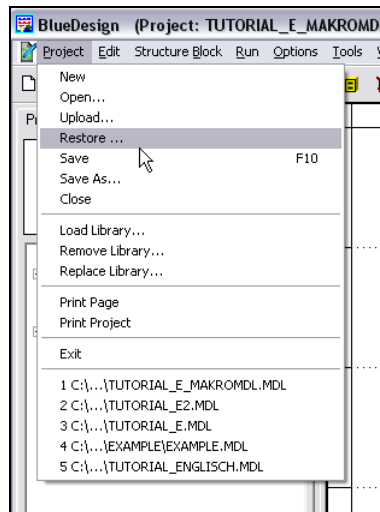 BlueDesign (Project: TUTORIAL_E_MAKROMD
Project Edit Structure Block Run Options Tools
New
Open...
Upload...
Restore ...
Save F10
Save As...
Close
Load Library...
Remove Library...
Replace Library...
Print Page
Print Project
Exit
1 C:\...\TUTORIAL_E_MAKROMDL.MDL
2 C:\...\TUTORIAL_E2.MDL
3 C:\...\TUTORIAL_E.MDL
4 C:\...\EXAMPLE\EXAMPLE.MDL
5 C:\...\TUTORIAL_ENGLISCH.MDL